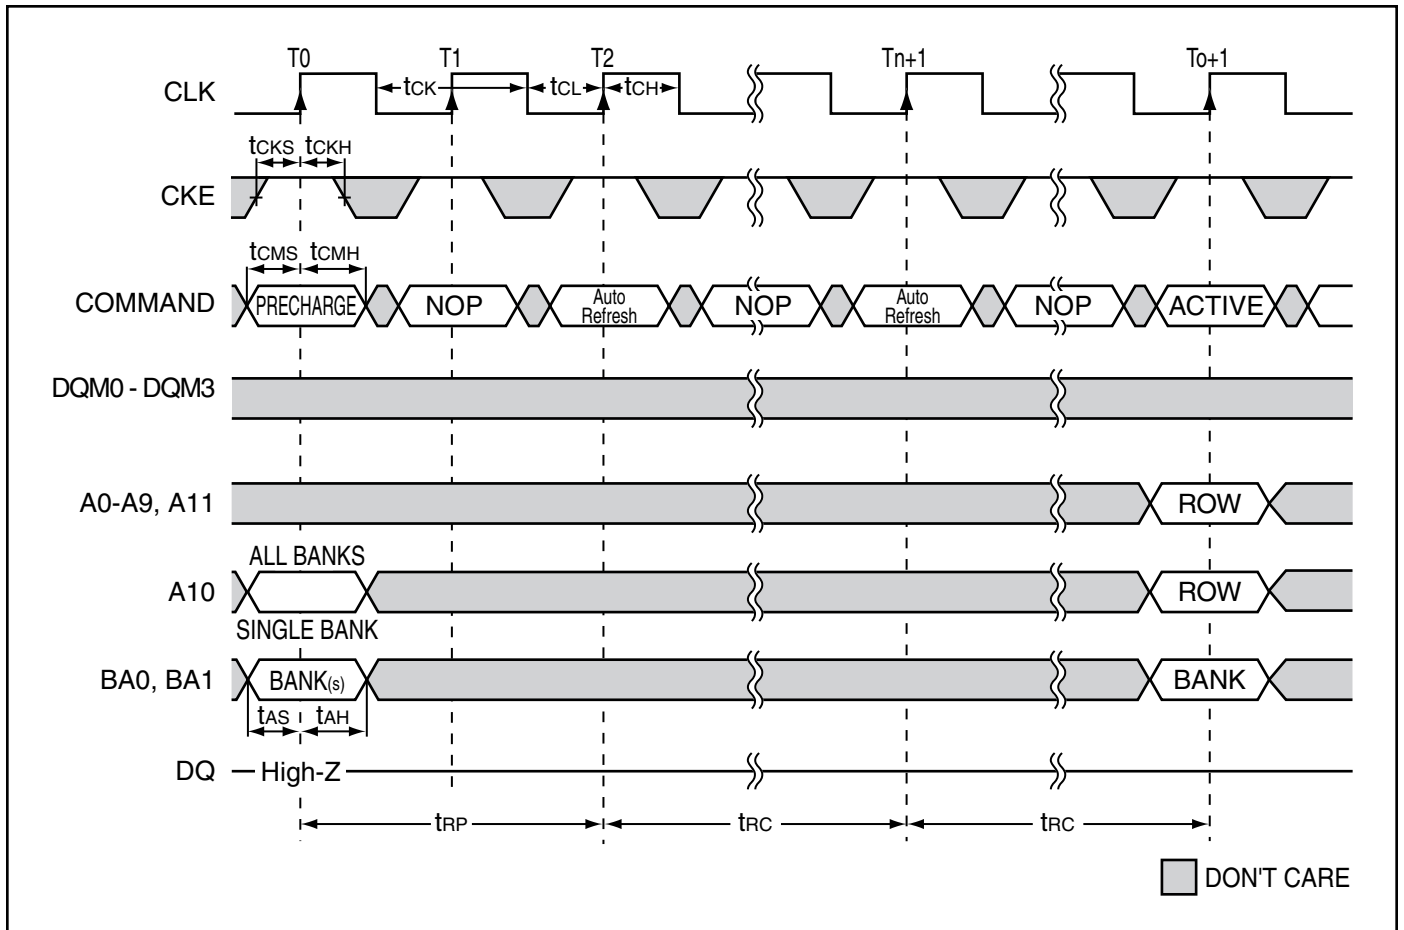 T0 T1 T2 Tn+1 To+1
CLK tCK tCL tCH
tCKS tCKH
CKE
tCMS tCMH
COMMAND PRECHARGE NOP Auto Refresh NOP Auto Refresh NOP ACTIVE
DQM0 - DQM3
A0-A9, A11 ROW
ALL BANKS
A10 ROW
SINGLE BANK
BA0, BA1 BANK(s) BANK
tAS tAH
DQ High-Z
tRP tRC tRC
DON'T CARE